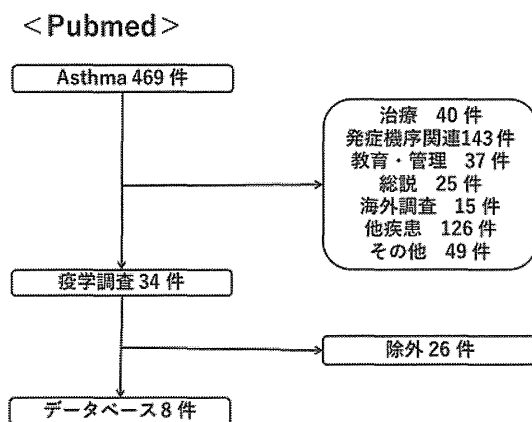 <Pubmed>
Asthma 469 件
治療 40 件
発症機序関連143件
教育・管理 37 件
総説 25 件
海外調査 15 件
他疾患 126 件
その他 49 件
疫学調査 34 件
除外 26 件
データベース 8 件